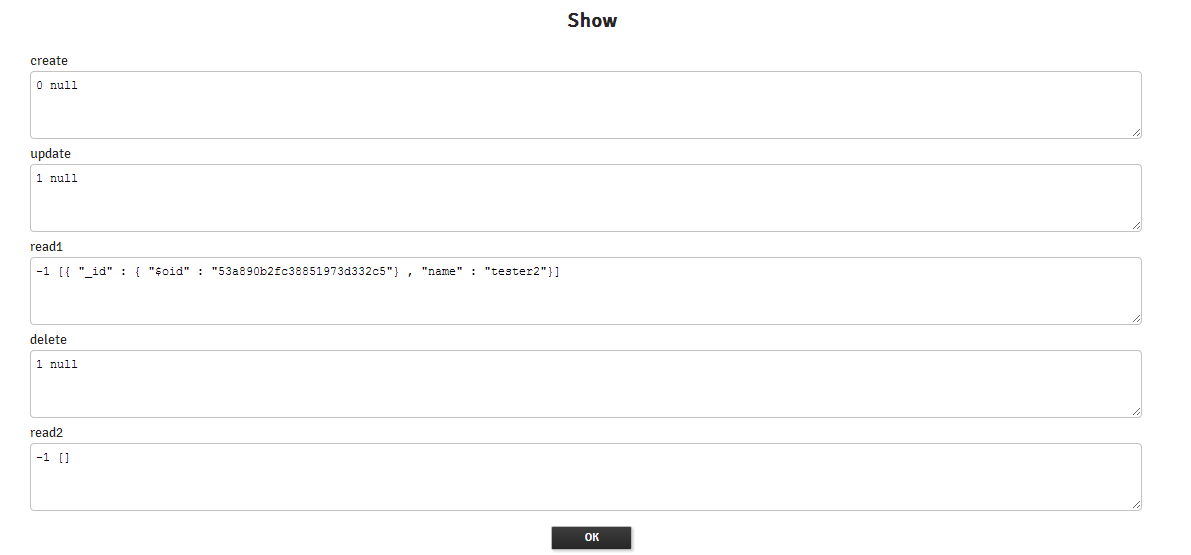 Show
create
0 null
update
1 null
read1
-1 [{ "_id" : { "$oid" : "53a890b2fc38851973d332c5"} , "name" : "tester2"}]
delete
1 null
read2
-1 []
OK